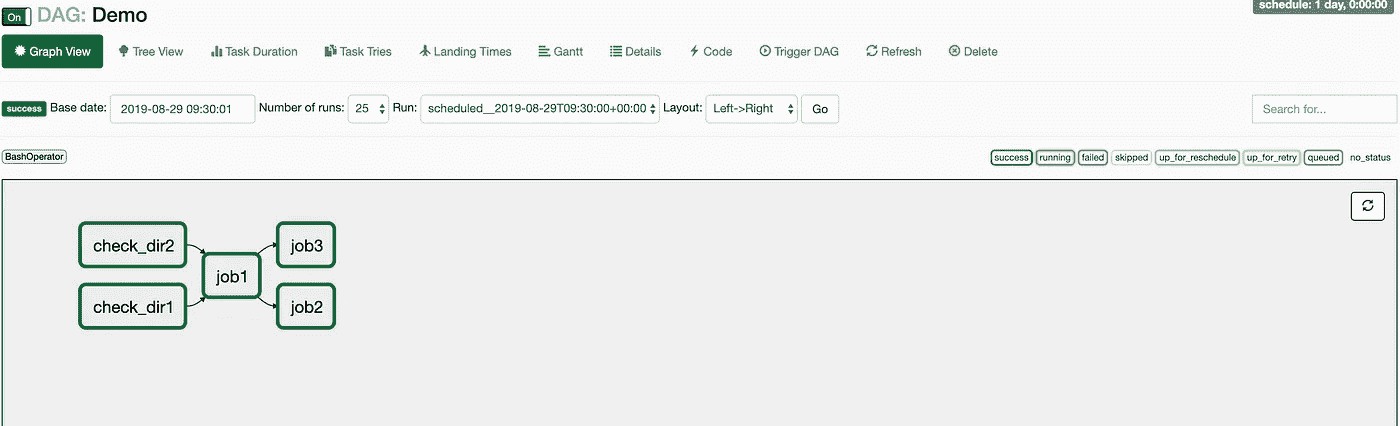 On DAG: Demo schedule: 1 day, 0:00:00
Graph View Tree View Task Duration Task Tries Landing Times Gantt Details Code Trigger DAG Refresh Delete
success Base date: 2019-08-29 09:30:01 Number of runs: 25 Run: scheduled__2019-08-29T09:30:00+00:00 Layout: Left->Right Go Search for...
BashOperator success running failed skipped up_for_reschedule up_for_retry queued no_status
check_dir2 job3
job1
check_dir1 job2